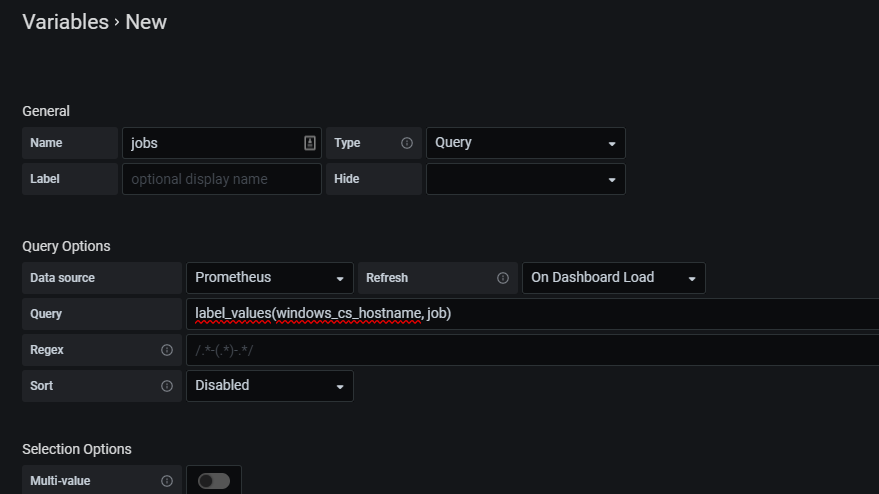 Variables › New
General
Name jobs Type Query
Label optional display name Hide
Query Options
Data source Prometheus Refresh On Dashboard Load
Query label_values(windows_cs_hostname, job)
Regex /.*-(.*)-.*/
Sort Disabled
Selection Options
Multi-value